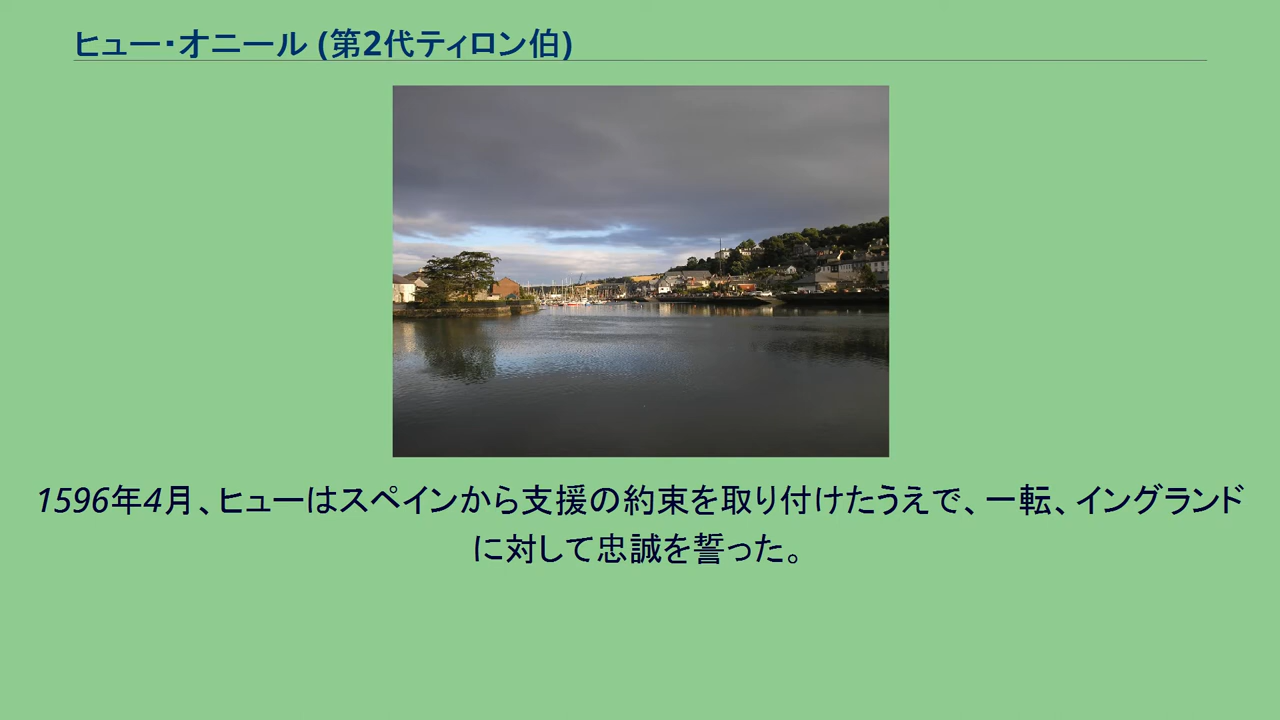 ヒュー・オニール (第2代ティロン伯)
1596年4月、ヒューはスペインから支援の約束を取り付けたうえで、一転、イングランド
に対して忠誠を誓った。